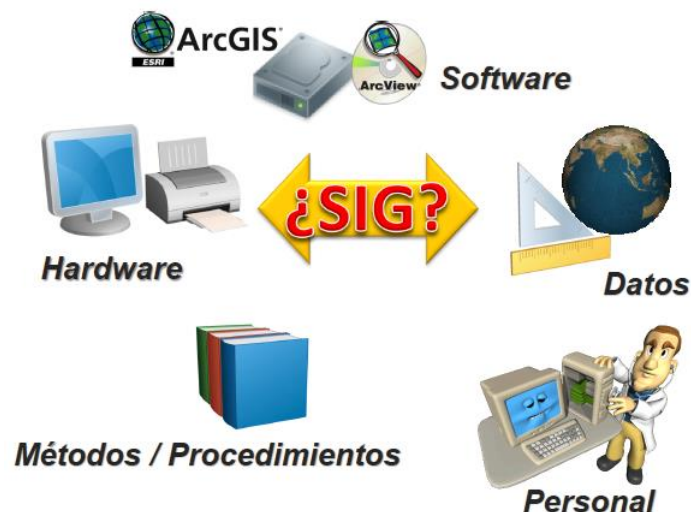 ArcGIS
ESRI
ArcView
Software
¿SIG?
Hardware
Datos
Métodos / Procedimientos
Personal